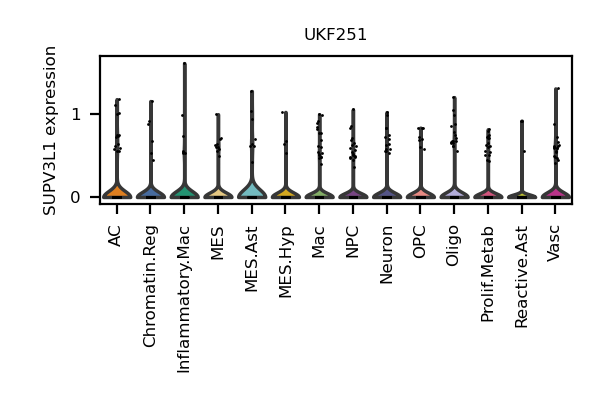 UKF251
SUPV3L1 expression
1
0
AC
Chromatin.Reg
Inflammatory.Mac
MES
MES.Ast
MES.Hyp
Mac
NPC
Neuron
OPC
Oligo
Prolif.Metab
Reactive.Ast
Vasc